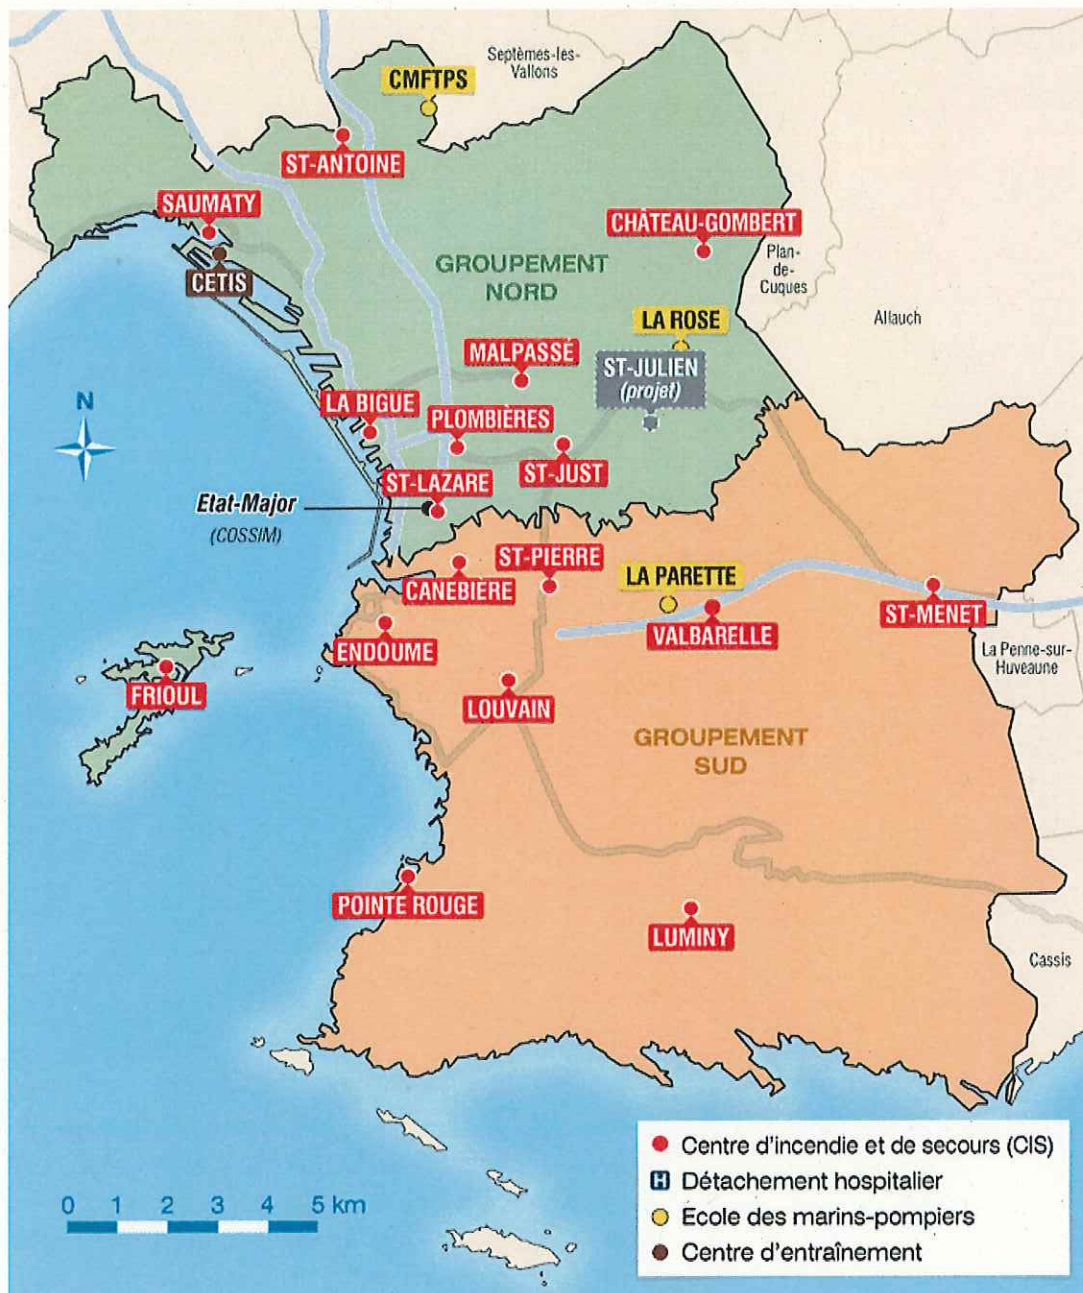 Septèmes-les-
Vallons
CMFTPS
ST-ANTOINE
SAUMATY
CHÂTEAU-GOMBERT
GROUPEMENT
NORD
Plan-
de-
Cuques
CETIS
LA ROSE
Allauch
MALPASSÉ
ST-JULIEN
(projet)
N
LA BIGUE
PLOMBIÈRES
ST-JUST
ST-LAZARE
Etat-Major
(COSSIM)
ST-PIERRE
LA PARETTE
CANEBIÈRE
ST-MENET
VALBARELLE
ENDOUME
La Penne-sur-
Huveaune
FRIOUL
LOUVAIN
GROUPEMENT
SUD
POINTE ROUGE
LUMINY
Cassis
Centre d'incendie et de secours (CIS)
H Détachement hospitalier
Ecole des marins-pompiers
Centre d'entraînement
0 1 2 3 4 5 km